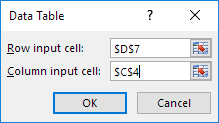 Data Table
Row input cell: $D$7
Column input cell: $C$4
OK Cancel